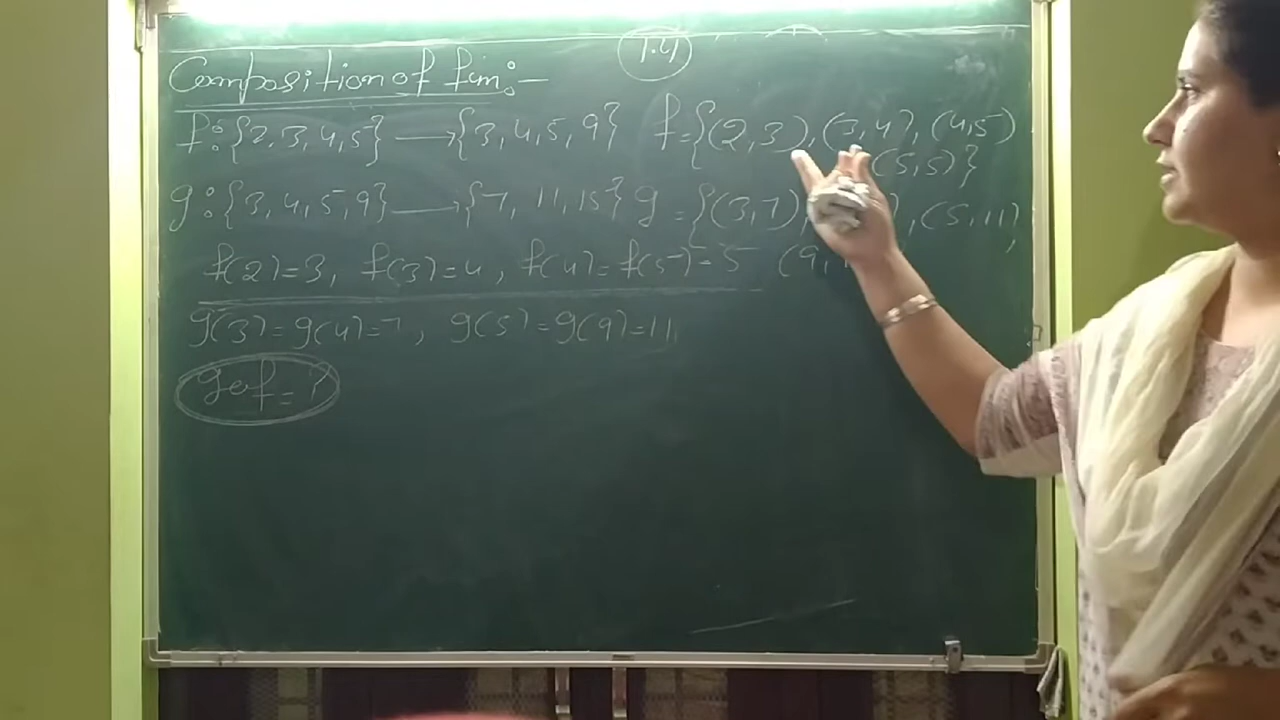 1.4
Composition of fun:-
f:{2,3,4,5} → {3,4,5,9} f={(2,3),(3,4),(4,5)
(5,5)}
g:{3,4,5,9} → {7,11,15} g={(3,7), ,(5,11),
f(2)=3, f(3)=4, f(4)=f(5)=5 (9,
g(3)=g(4)=7, g(5)=g(9)=11,
gof=?